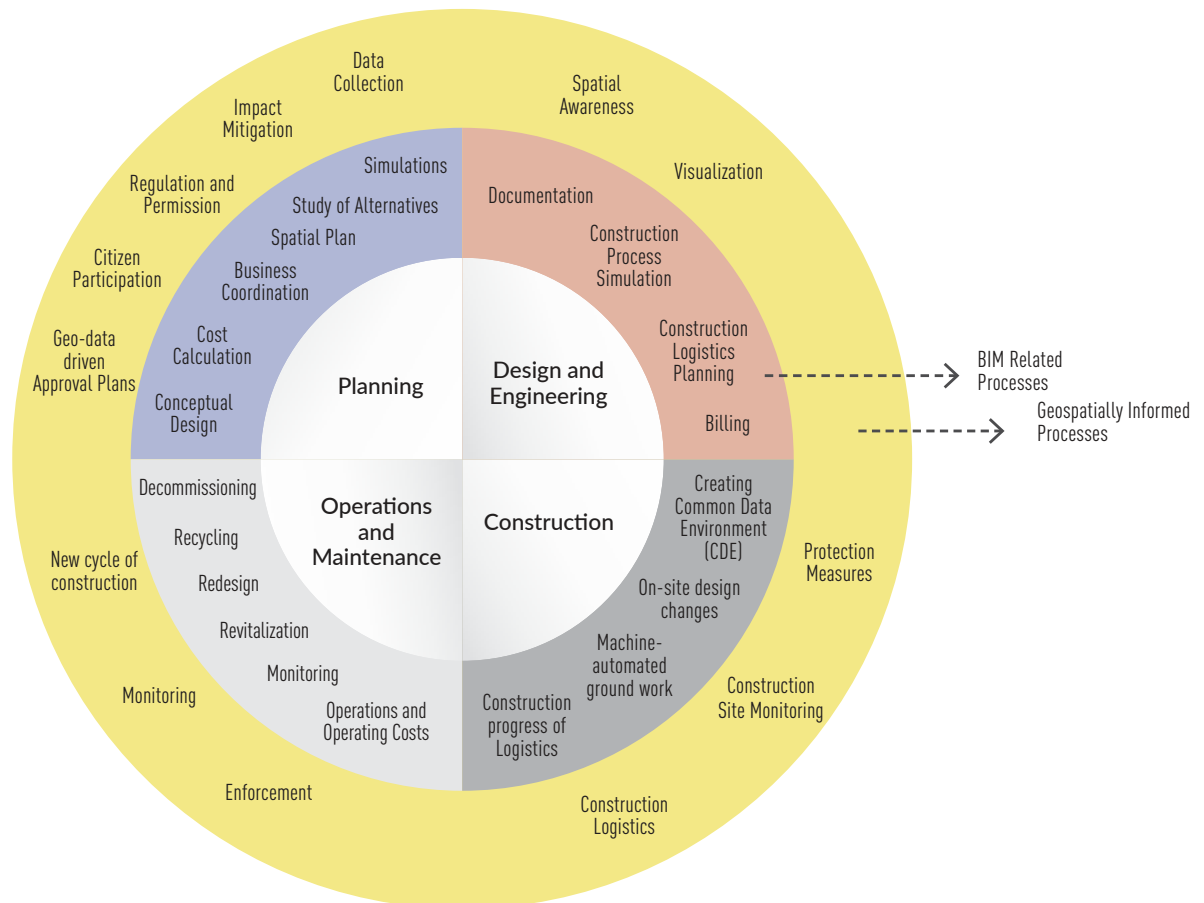 Data
Collection
Impact
Mitigation
Regulation and
Permission
Citizen
Participation
Geo-data
driven
Approval Plans
Spatial
Awareness
Visualization
Simulations
Study of Alternatives
Spatial Plan
Business
Coordination
Cost
Calculation
Conceptual
Design
Documentation
Construction
Process
Simulation
Construction
Logistics
Planning
Billing
Planning
Design and
Engineering
BIM Related
Processes
Geospatially Informed
Processes
Operations
and
Maintenance
Construction
Decommissioning
Recycling
Redesign
Revitalization
Monitoring
Operations and
Operating Costs
Creating
Common Data
Environment
(CDE)
On-site design
changes
Machine-
automated
ground work
Construction
progress of
Logistics
New cycle of
construction
Monitoring
Enforcement
Protection
Measures
Construction
Site Monitoring
Construction
Logistics